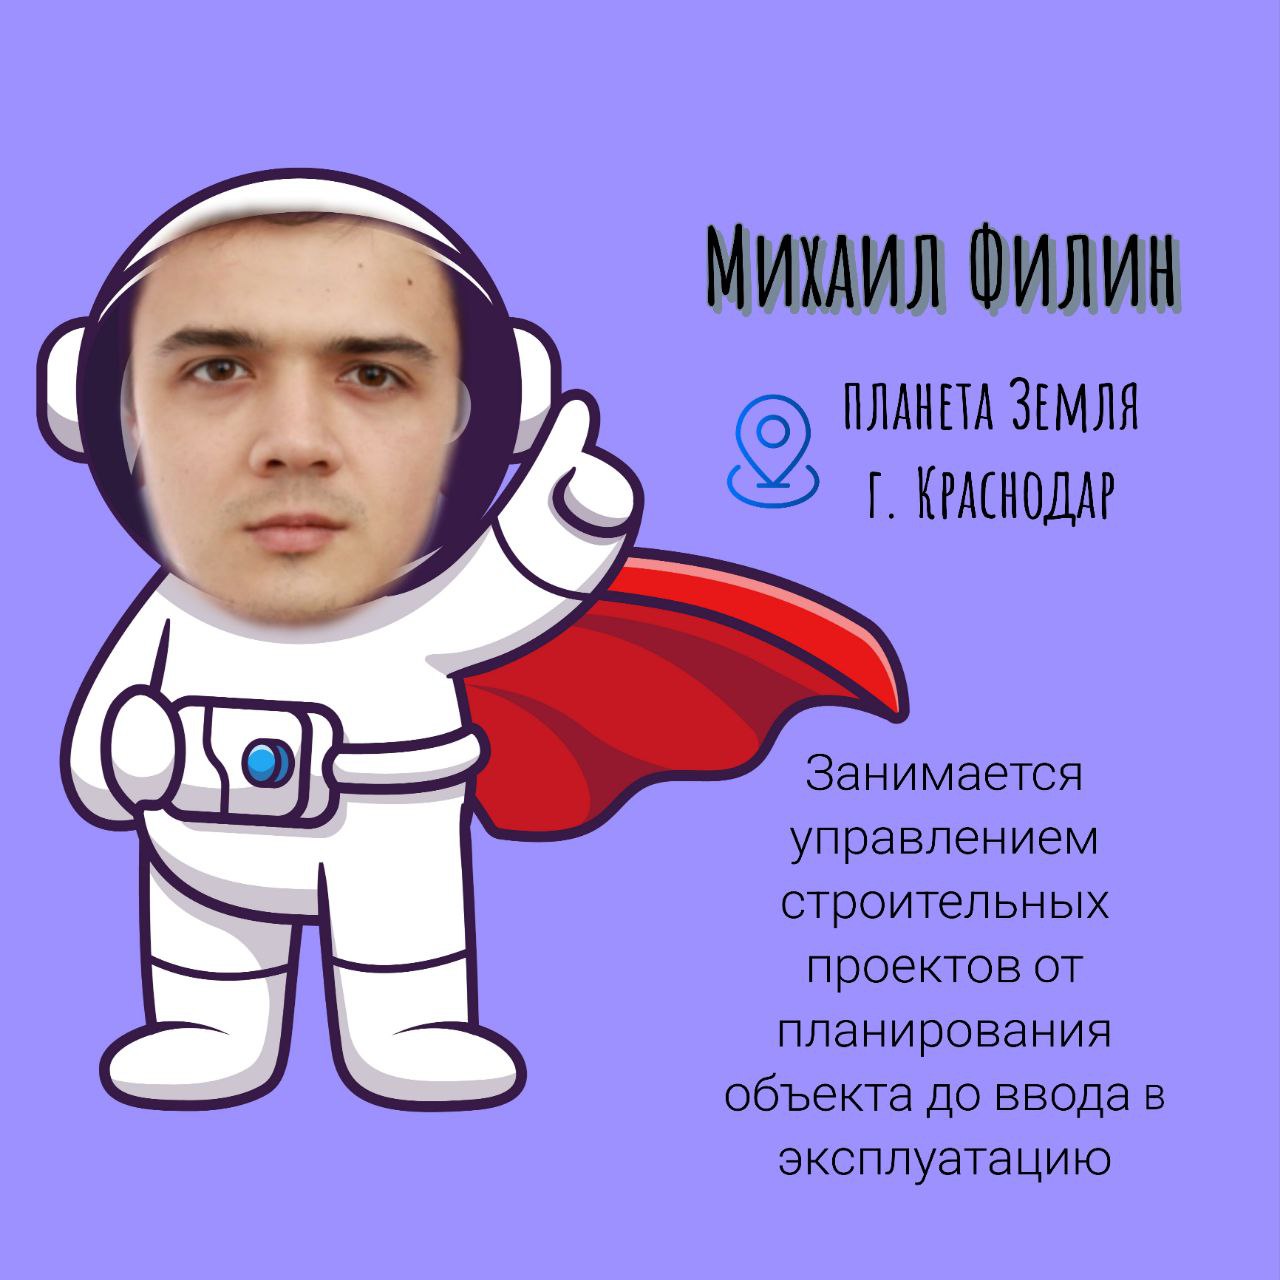 Михаил Филин
планета Земля
г. Краснодар
Занимается
управлением
строительных
проектов от
планирования
объекта до ввода в
эксплуатацию